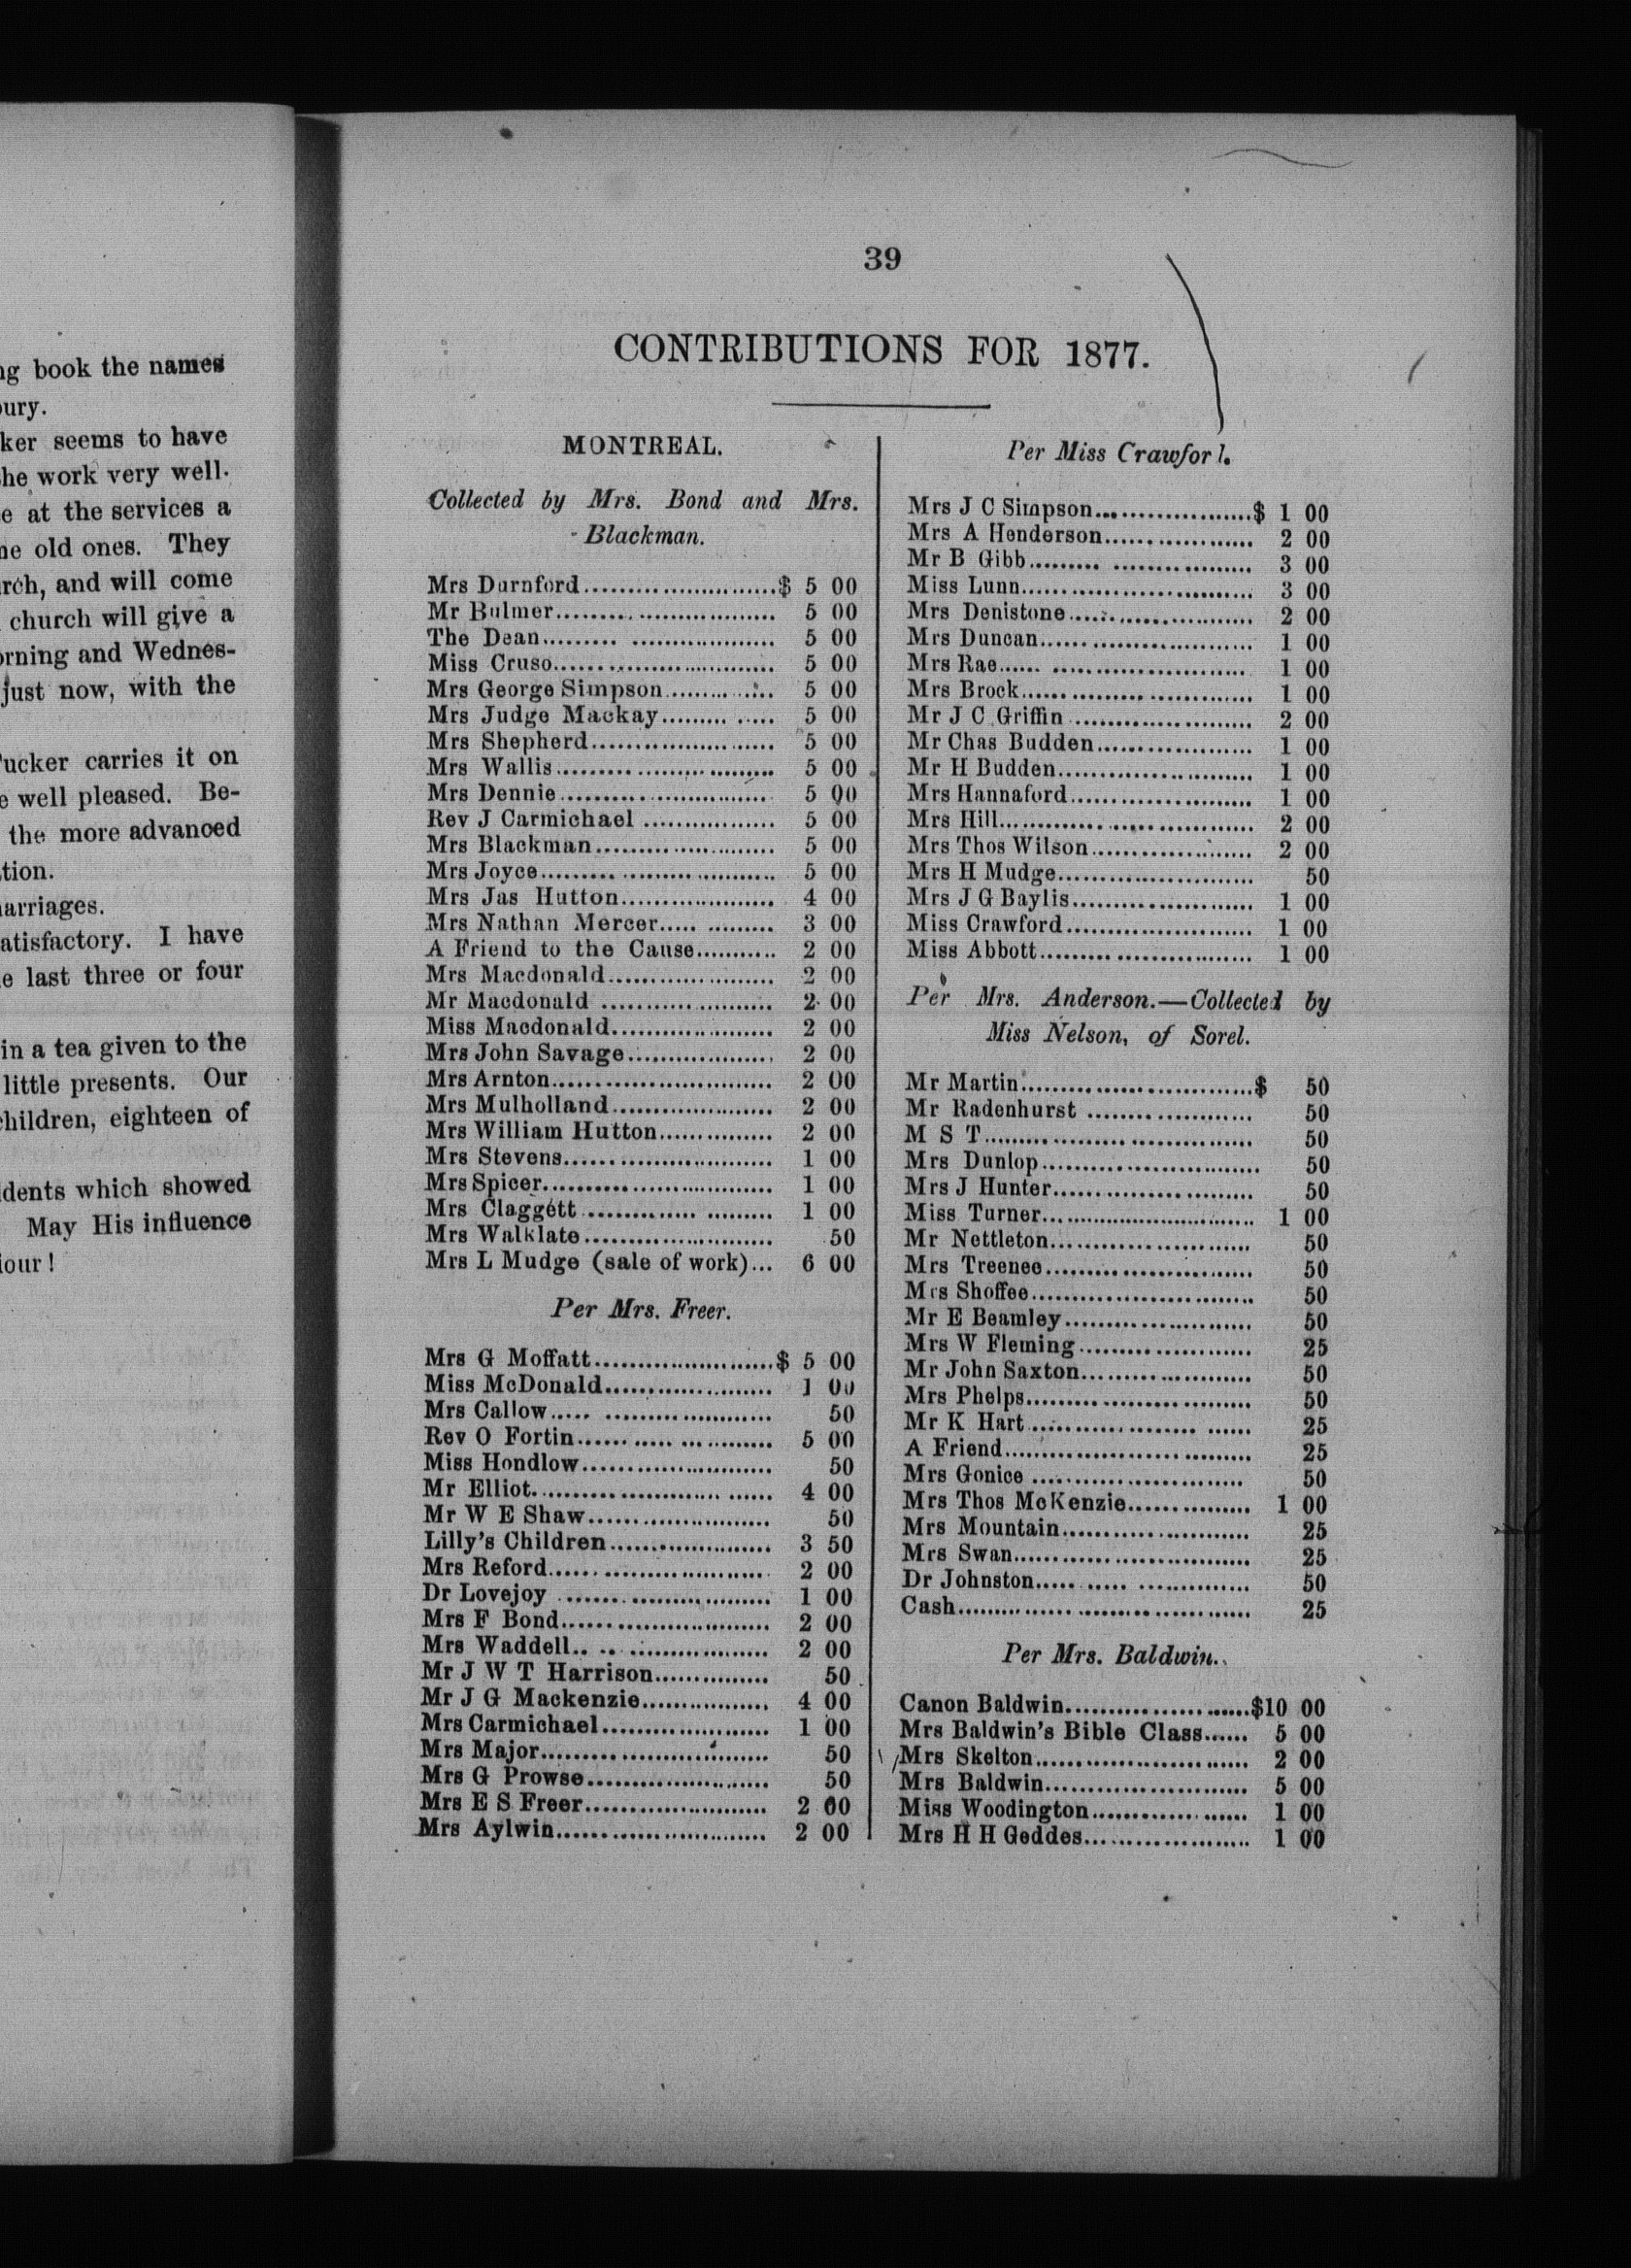 ng book the names
bury.
ker seems to have
he work very well.
e at the services a
ne old ones. They
rch, and will come
church will give a
orning and Wednes-
just now, with the
Tucker carries it on
e well pleased. Be-
the more advanced
tion.
marriages.
atisfactory. I have
e last three or four
in a tea given to the
little presents. Our
children, eighteen of
idents which showed
May His influence
iour!
39
CONTRIBUTIONS FOR 1877.
MONTREAL.
Collected by Mrs. Bond and Mrs.
Blackman.
Mrs Durnford........................$ 5 00
Mr Bulmer........................... 5 00
The Dean........................... 5 00
Miss Cruso........................... 5 00
Mrs George Simpson............. 5 00
Mrs Judge Mackay.............. 5 00
Mrs Shepherd....................... 5 00
Mrs Wallis........................... 5 00
Mrs Dennie.......................... 5 00
Rev J Carmichael ................. 5 00
Mrs Blackman....................... 5 00
Mrs Joyce.............................. 5 00
Mrs Jas Hutton.................... 4 00
Mrs Nathan Mercer.............. 3 00
A Friend to the Cause........... 2 00
Mrs Macdonald..................... 2 00
Mr Macdonald ...................... 2 00
Miss Macdonald..................... 2 00
Mrs John Savage................... 2 00
Mrs Arnton............................ 2 00
Mrs Mulholland..................... 2 00
Mrs William Hutton............... 2 00
Mrs Stevens........................... 1 00
Mrs Spicer.............................. 1 00
Mrs Claggett ........................ 1 00
Mrs Walklate........................ 50
Mrs L Mudge (sale of work)... 6 00
Per Mrs. Freer.
Mrs G Moffatt.......................$ 5 00
Miss McDonald...................... 1 00
Mrs Callow........................... 50
Rev O Fortin......................... 5 00
Miss Hondlow........................ 50
Mr Elliot............................... 4 00
Mr W E Shaw........................ 50
Lilly's Children..................... 3 50
Mrs Reford............................ 2 00
Dr Lovejoy ........................... 1 00
Mrs F Bond........................... 2 00
Mrs Waddell......................... 2 00
Mr J W T Harrison............... 50
Mr J G Mackenzie................. 4 00
Mrs Carmichael..................... 1 00
Mrs Major............................. 50
Mrs G Prowse....................... 50
Mrs E S Freer....................... 2 00
Mrs Aylwin........................... 2 00
Per Miss Crawford.
Mrs J C Simpson....................$ 1 00
Mrs A Henderson................... 2 00
Mr B Gibb............................ 3 00
Miss Lunn.............................. 3 00
Mrs Denistone....................... 2 00
Mrs Duncan........................... 1 00
Mrs Rae................................ 1 00
Mrs Brock.............................. 1 00
Mr J C Griffin ....................... 2 00
Mr Chas Budden.................... 1 00
Mr H Budden......................... 1 00
Mrs Hannaford....................... 1 00
Mrs Hill................................. 2 00
Mrs Thos Wilson.................... 2 00
Mrs H Mudge......................... 50
Mrs J G Baylis....................... 1 00
Miss Crawford........................ 1 00
Miss Abbott........................... 1 00
Per Mrs. Anderson.—Collected by
Miss Nelson, of Sorel.
Mr Martin..............................$ 50
Mr Radenhurst ..................... 50
M S T................................... 50
Mrs Dunlop............................ 50
Mrs J Hunter......................... 50
Miss Turner........................... 1 00
Mr Nettleton......................... 50
Mrs Treenee.......................... 50
Mrs Shoffee............................ 50
Mr E Beamley........................ 50
Mrs W Fleming...................... 25
Mr John Saxton..................... 50
Mrs Phelps............................. 50
Mr K Hart ............................ 25
A Friend................................ 25
Mrs Gonice ........................... 50
Mrs Thos McKenzie............... 1 00
Mrs Mountain........................ 25
Mrs Swan............................... 25
Dr Johnston........................... 50
Cash...................................... 25
Per Mrs. Baldwin.
Canon Baldwin.......................$10 00
Mrs Baldwin's Bible Class...... 5 00
Mrs Skelton........................... 2 00
Mrs Baldwin.......................... 5 00
Miss Woodington................... 1 00
Mrs H H Geddes.................... 1 00